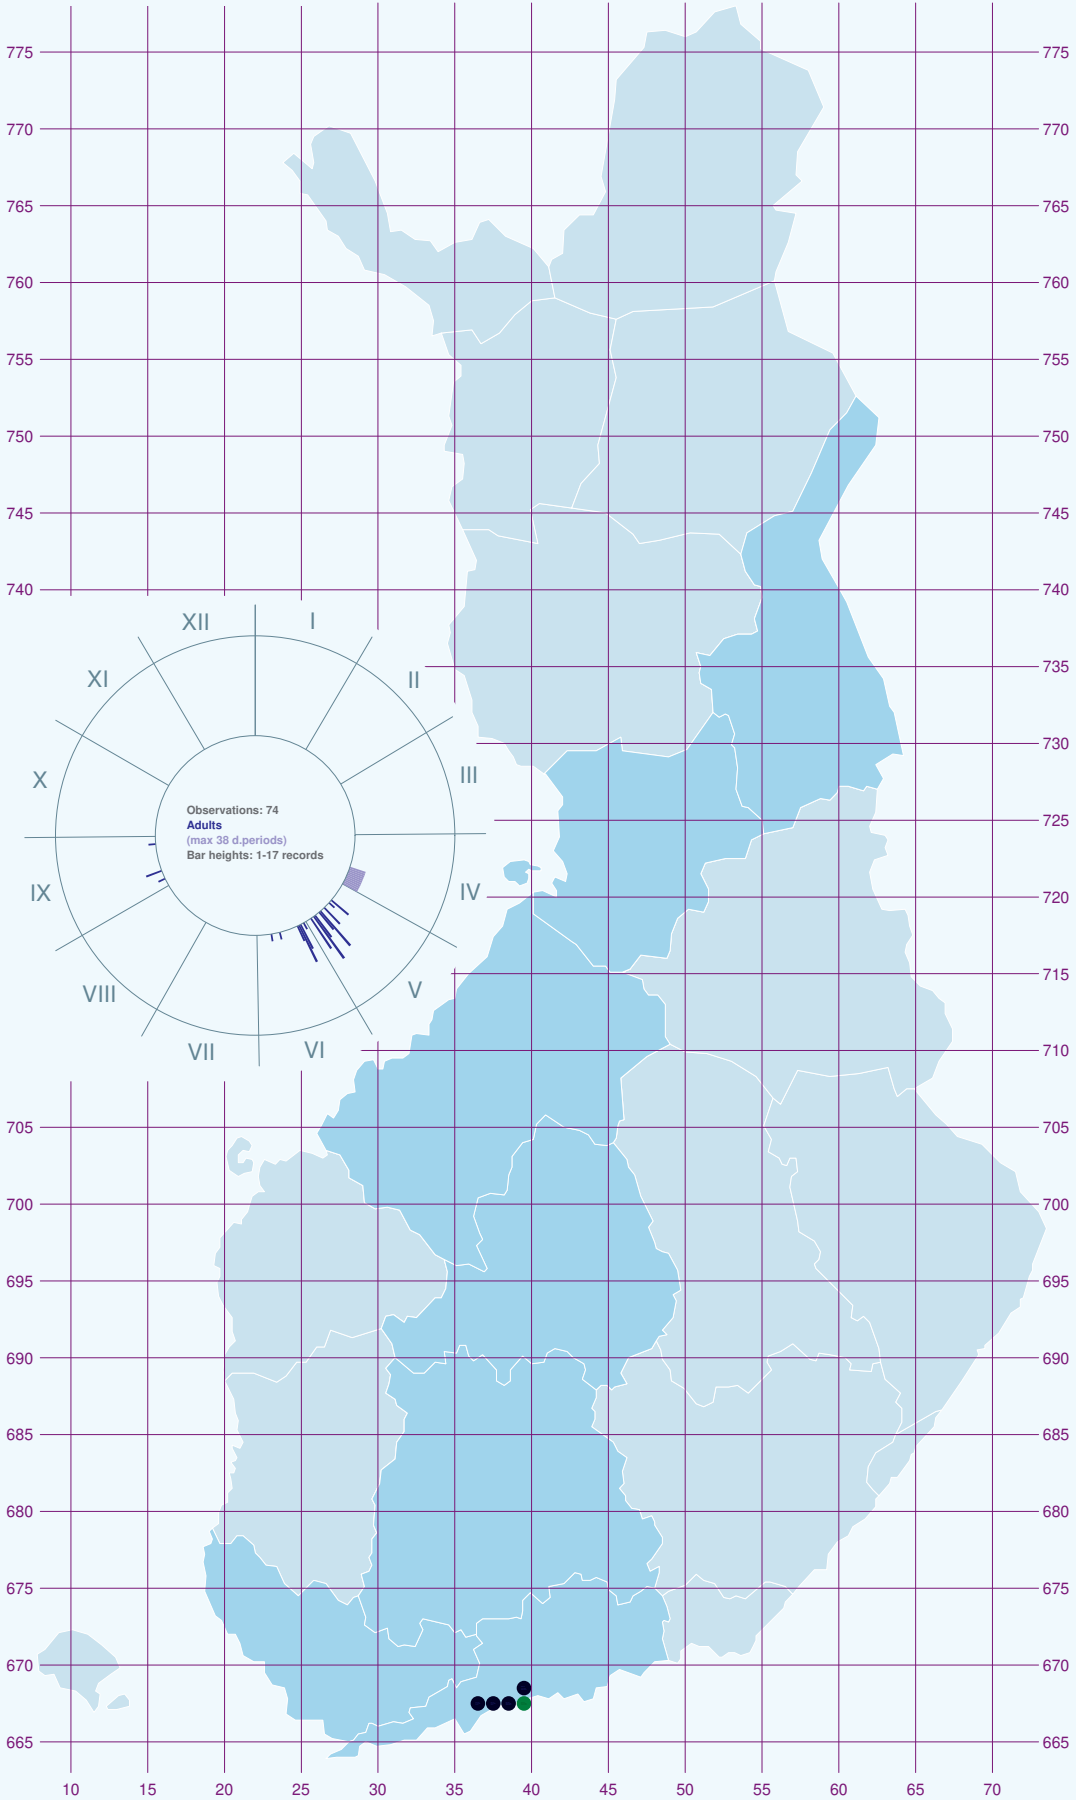 775 775
770 770
765 765
760 760
755 755
750 750
745 745
740 740
XII I
735
XI II
730
X III
Observations: 74
Adults
(max 38 d.periods)
Bar heights: 1-17 records
725
IX IV
720
715
VIII V
VII VI
710
705 705
700 700
695 695
690 690
685 685
680 680
675 675
670 670
665 665
10 15 20 25 30 35 40 45 50 55 60 65 70